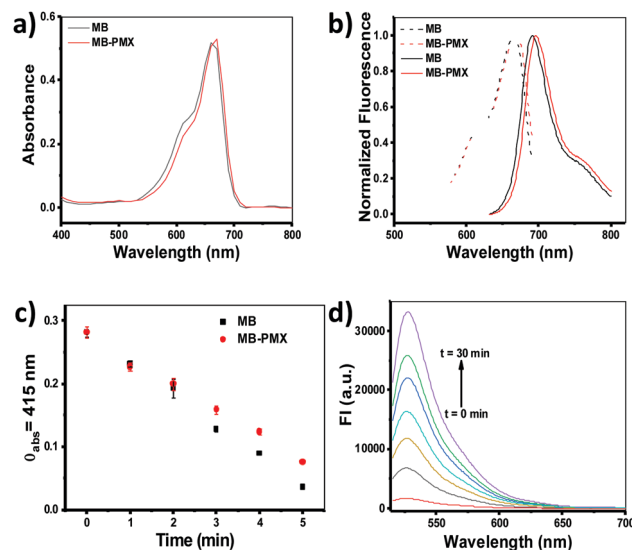 a)
MB
MB-PMX
Absorbance
0.6
0.4
0.2
0.0
400 500 600 700 800
Wavelength (nm)
b)
MB
MB-PMX
MB
MB-PMX
Normalized Fluorescence
1.0
0.8
0.6
0.4
0.2
0.0
500 600 700 800
Wavelength (nm)
c)
MB
MB-PMX
θabs= 415 nm
0.3
0.2
0.1
0 1 2 3 4 5
Time (min)
d)
t = 30 min
t = 0 min
FI (a.u.)
30000
20000
10000
0
550 600 650 700
Wavelength (nm)